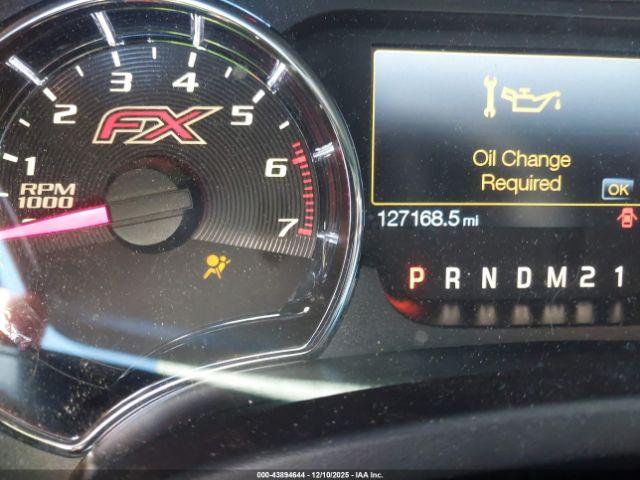 1 2 3 4 5 6 7
FX
RPM
1000
Oil Change
Required
OK
127168.5 mi
P R N D M 2 1
000-43894644 - 12/10/2025 - IAA Inc.